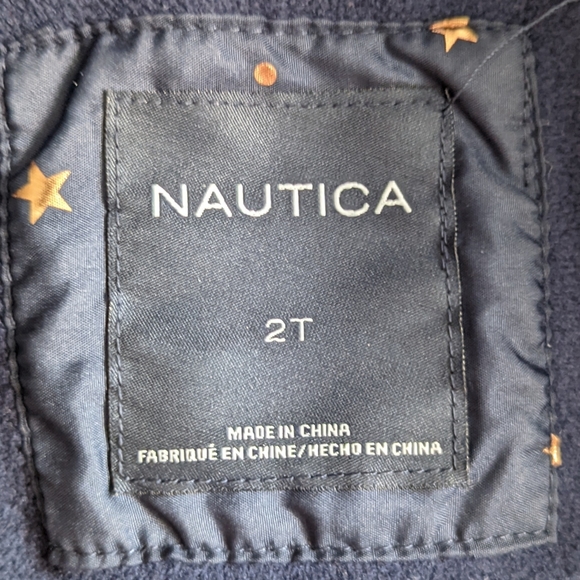 NAUTICA
2T
MADE IN CHINA
FABRIQUÉ EN CHINE/HECHO EN CHINA